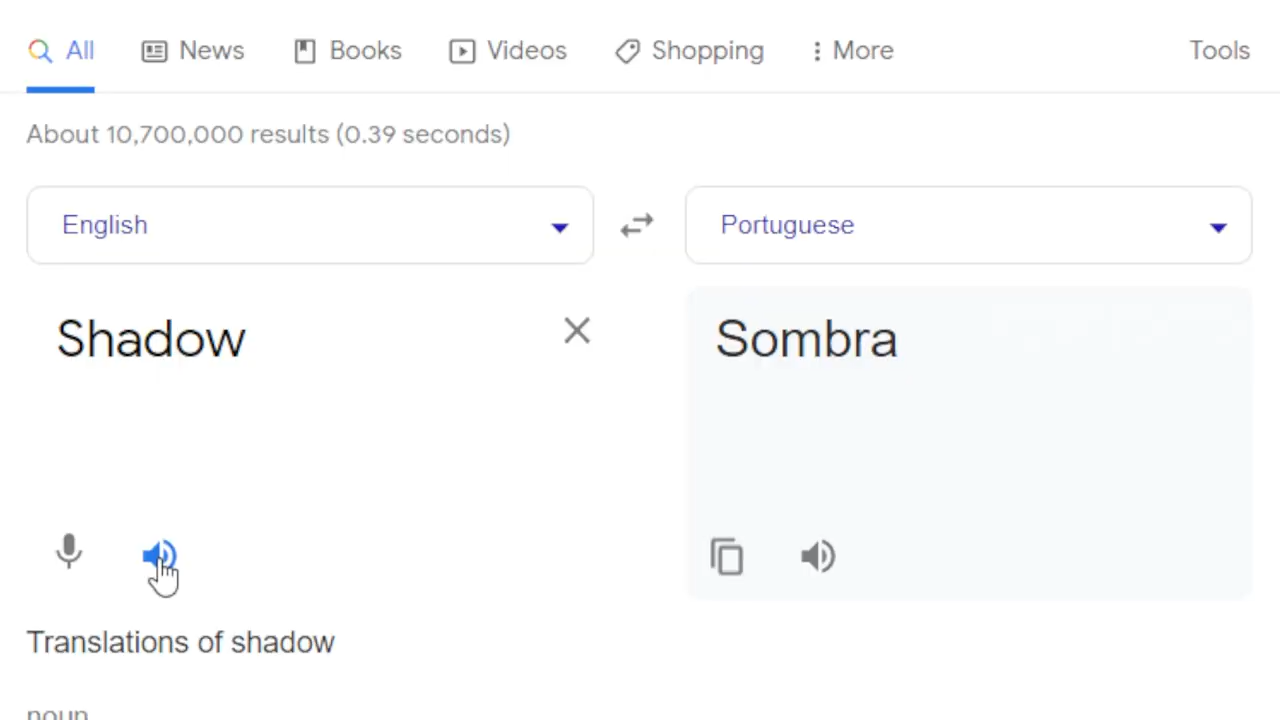 All News Books Videos Shopping More Tools
About 10,700,000 results (0.39 seconds)
English Portuguese
Shadow Sombra
Translations of shadow
noun